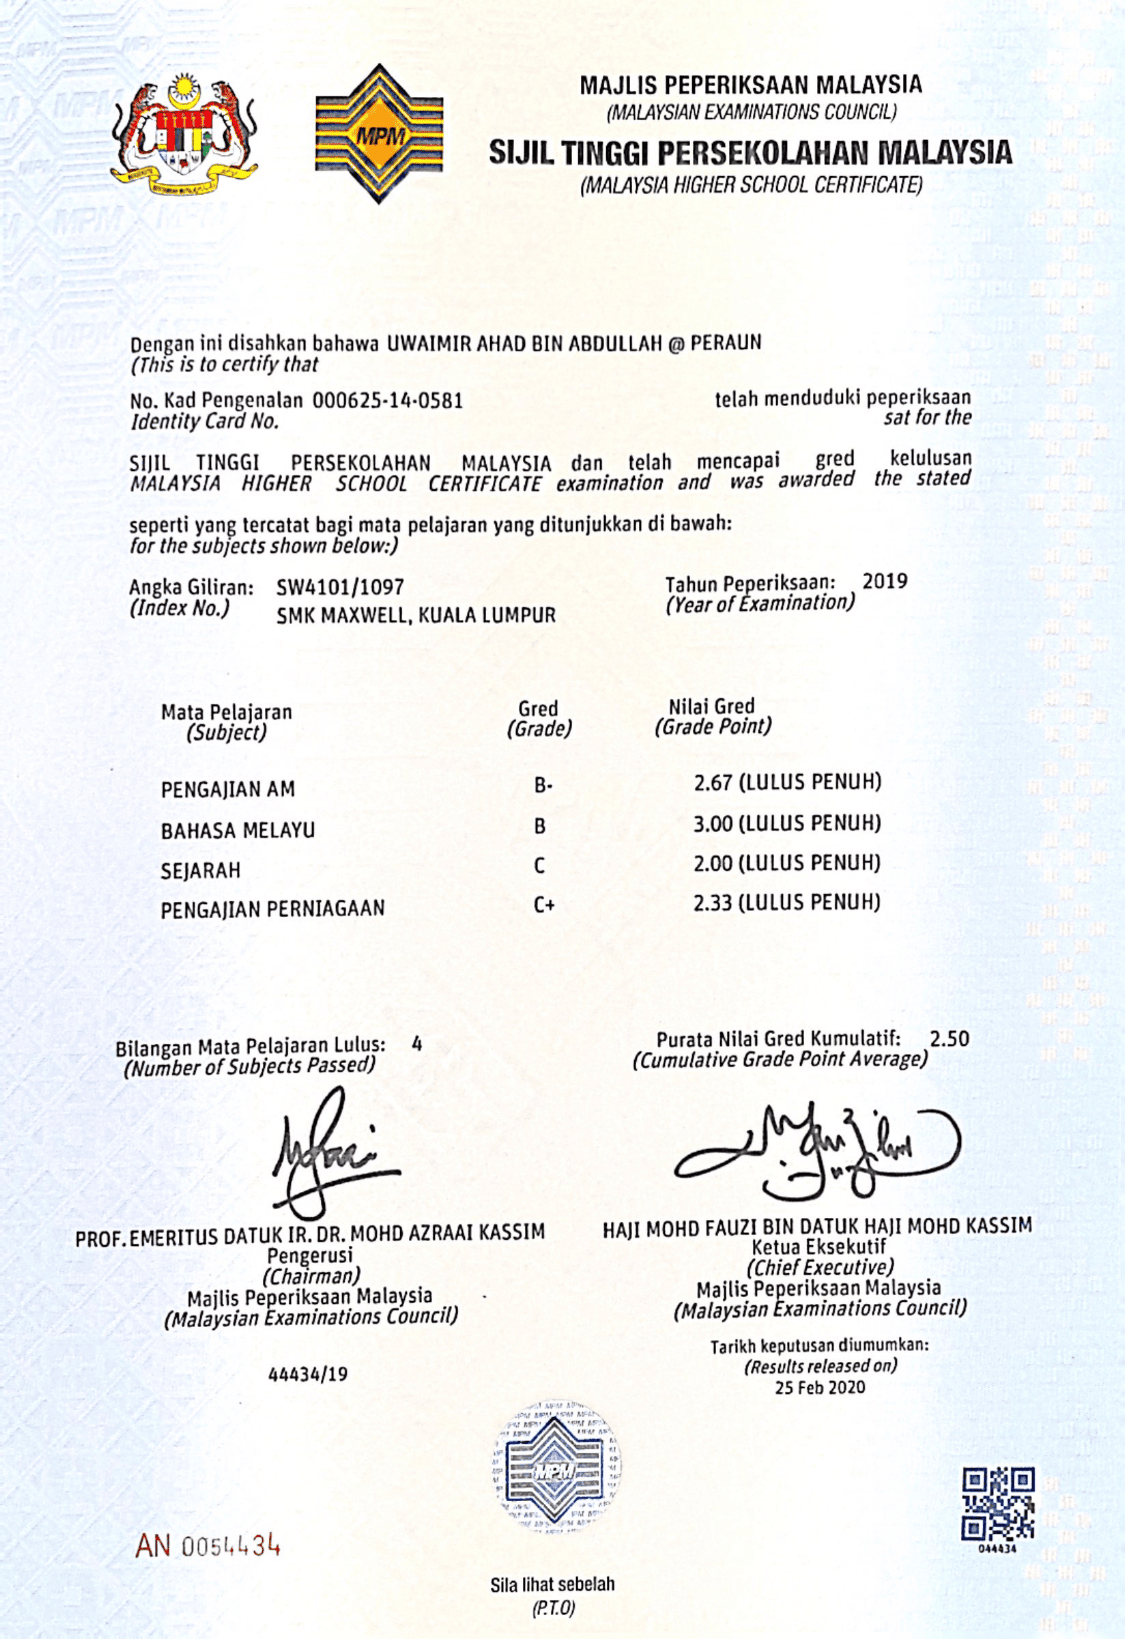 MAJLIS PEPERIKSAAN MALAYSIA
(MALAYSIAN EXAMINATIONS COUNCIL)
SIJIL TINGGI PERSEKOLAHAN MALAYSIA
(MALAYSIA HIGHER SCHOOL CERTIFICATE)
MPM
Dengan ini disahkan bahawa UWAIMIR AHAD BIN ABDULLAH @ PERAUN
(This is to certify that
No. Kad Pengenalan 000625-14-0581 telah menduduki peperiksaan
Identity Card No. sat for the
SIJIL TINGGI PERSEKOLAHAN MALAYSIA dan telah mencapai gred kelulusan
MALAYSIA HIGHER SCHOOL CERTIFICATE examination and was awarded the stated
seperti yang tercatat bagi mata pelajaran yang ditunjukkan di bawah:
for the subjects shown below:)
Angka Giliran: SW4101/1097 Tahun Peperiksaan: 2019
(Index No.) (Year of Examination)
SMK MAXWELL, KUALA LUMPUR
Mata Pelajaran Gred Nilai Gred
(Subject) (Grade) (Grade Point)
PENGAJIAN AM B- 2.67 (LULUS PENUH)
BAHASA MELAYU B 3.00 (LULUS PENUH)
SEJARAH C 2.00 (LULUS PENUH)
PENGAJIAN PERNIAGAAN C+ 2.33 (LULUS PENUH)
Bilangan Mata Pelajaran Lulus: 4 Purata Nilai Gred Kumulatif: 2.50
(Number of Subjects Passed) (Cumulative Grade Point Average)
PROF. EMERITUS DATUK IR. DR. MOHD AZRAAI KASSIM
Pengerusi
(Chairman)
Majlis Peperiksaan Malaysia
(Malaysian Examinations Council)
44434/19
HAJI MOHD FAUZI BIN DATUK HAJI MOHD KASSIM
Ketua Eksekutif
(Chief Executive)
Majlis Peperiksaan Malaysia
(Malaysian Examinations Council)
Tarikh keputusan diumumkan:
(Results released on)
25 Feb 2020
MPM
AN 0054434
044434
Sila lihat sebelah
(P.T.O)